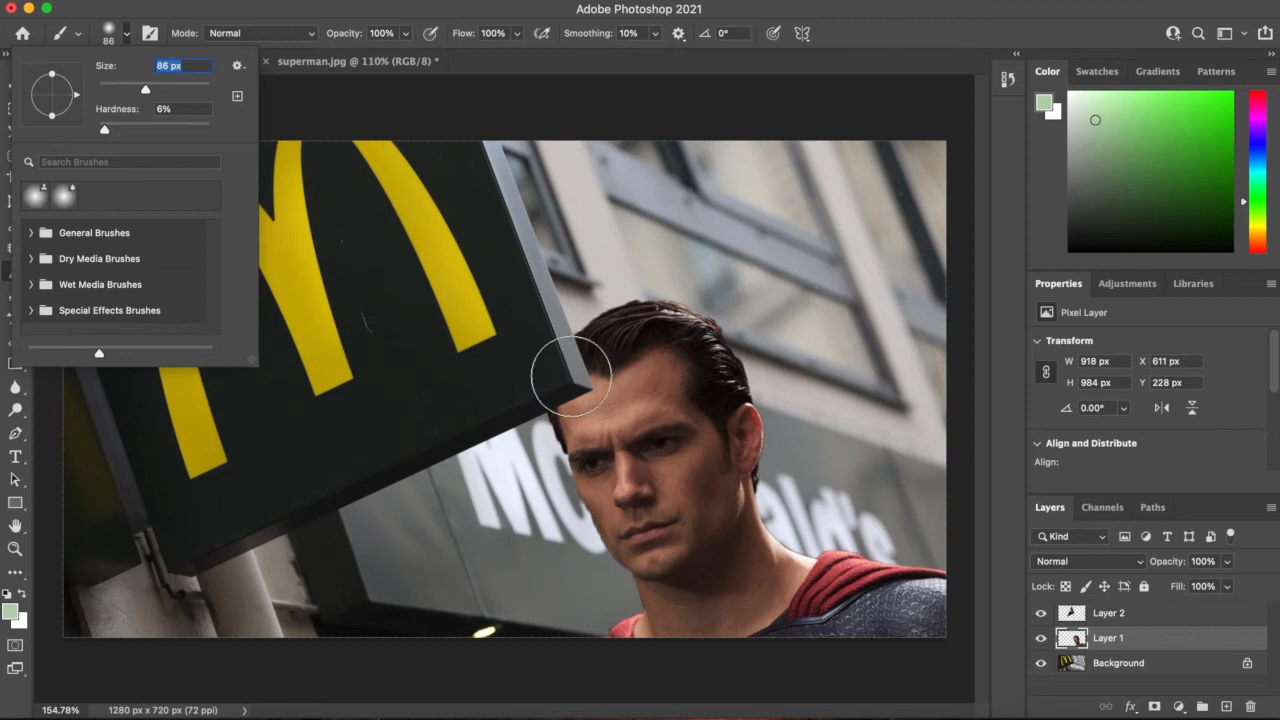 Adobe Photoshop 2021
86
Mode: Normal Opacity: 100% Flow: 100% Smoothing: 10% 0°
Size: 86 px
× superman.jpg @ 110% (RGB/8) *
Hardness: 6%
Search Brushes
General Brushes
Dry Media Brushes
Wet Media Brushes
Special Effects Brushes
McDonald's
Color Swatches Gradients Patterns
Properties Adjustments Libraries
Pixel Layer
Transform
W 918 px X 611 px
H 984 px Y 228 px
0.00°
Align and Distribute
Align:
Layers Channels Paths
Kind
Normal Opacity: 100%
Lock: Fill: 100%
Layer 2
Layer 1
Background
fx
154.78% 1280 px x 720 px (72 ppi)